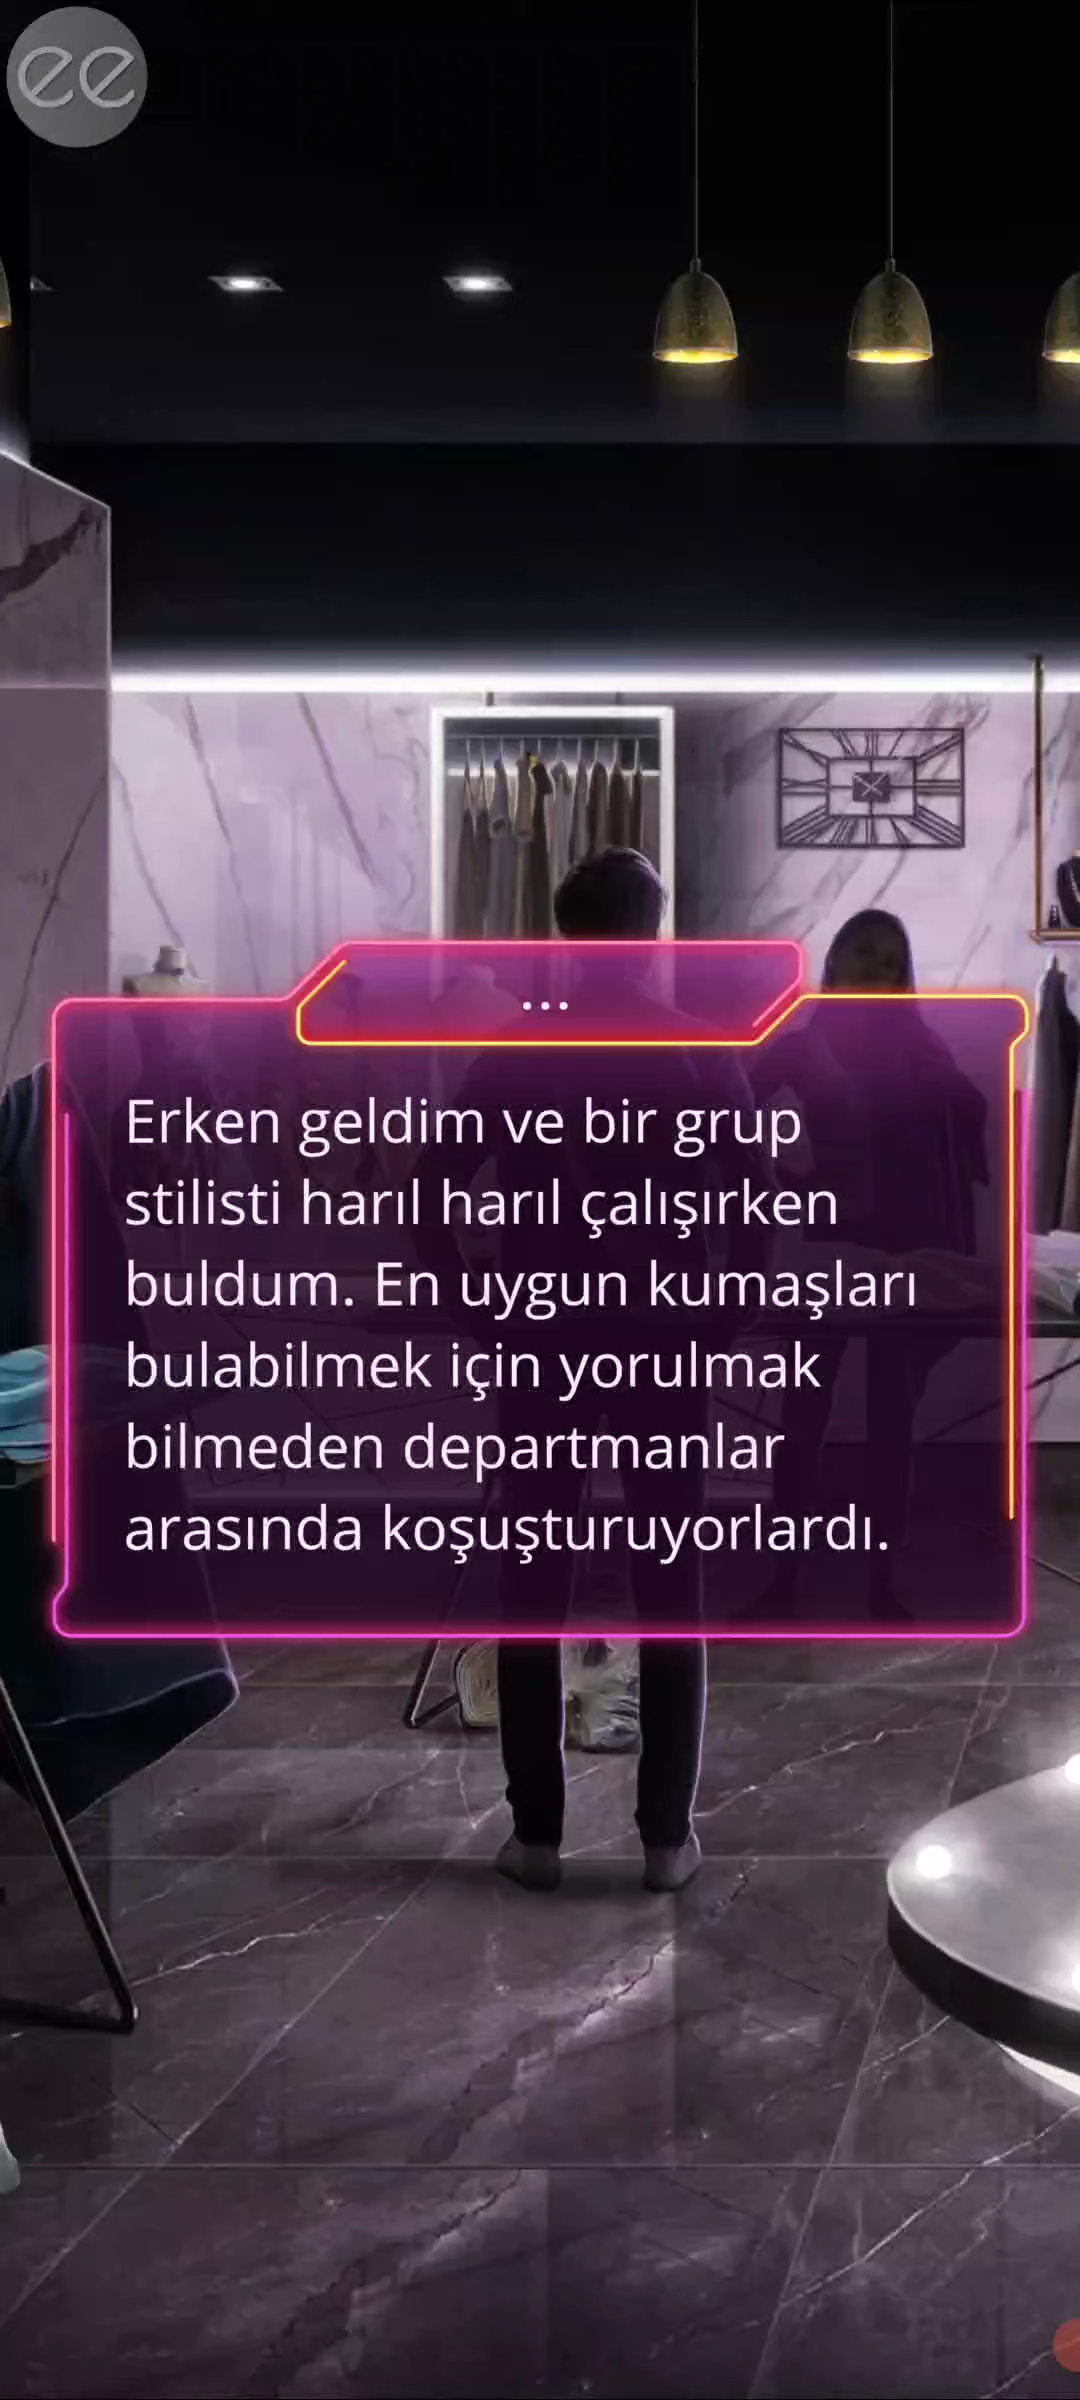 ee
...
Erken geldim ve bir grup
stilisti harıl harıl çalışırken
buldum. En uygun kumaşları
bulabilmek için yorulmak
bilmeden departmanlar
arasında koşuşturuyorlardı.